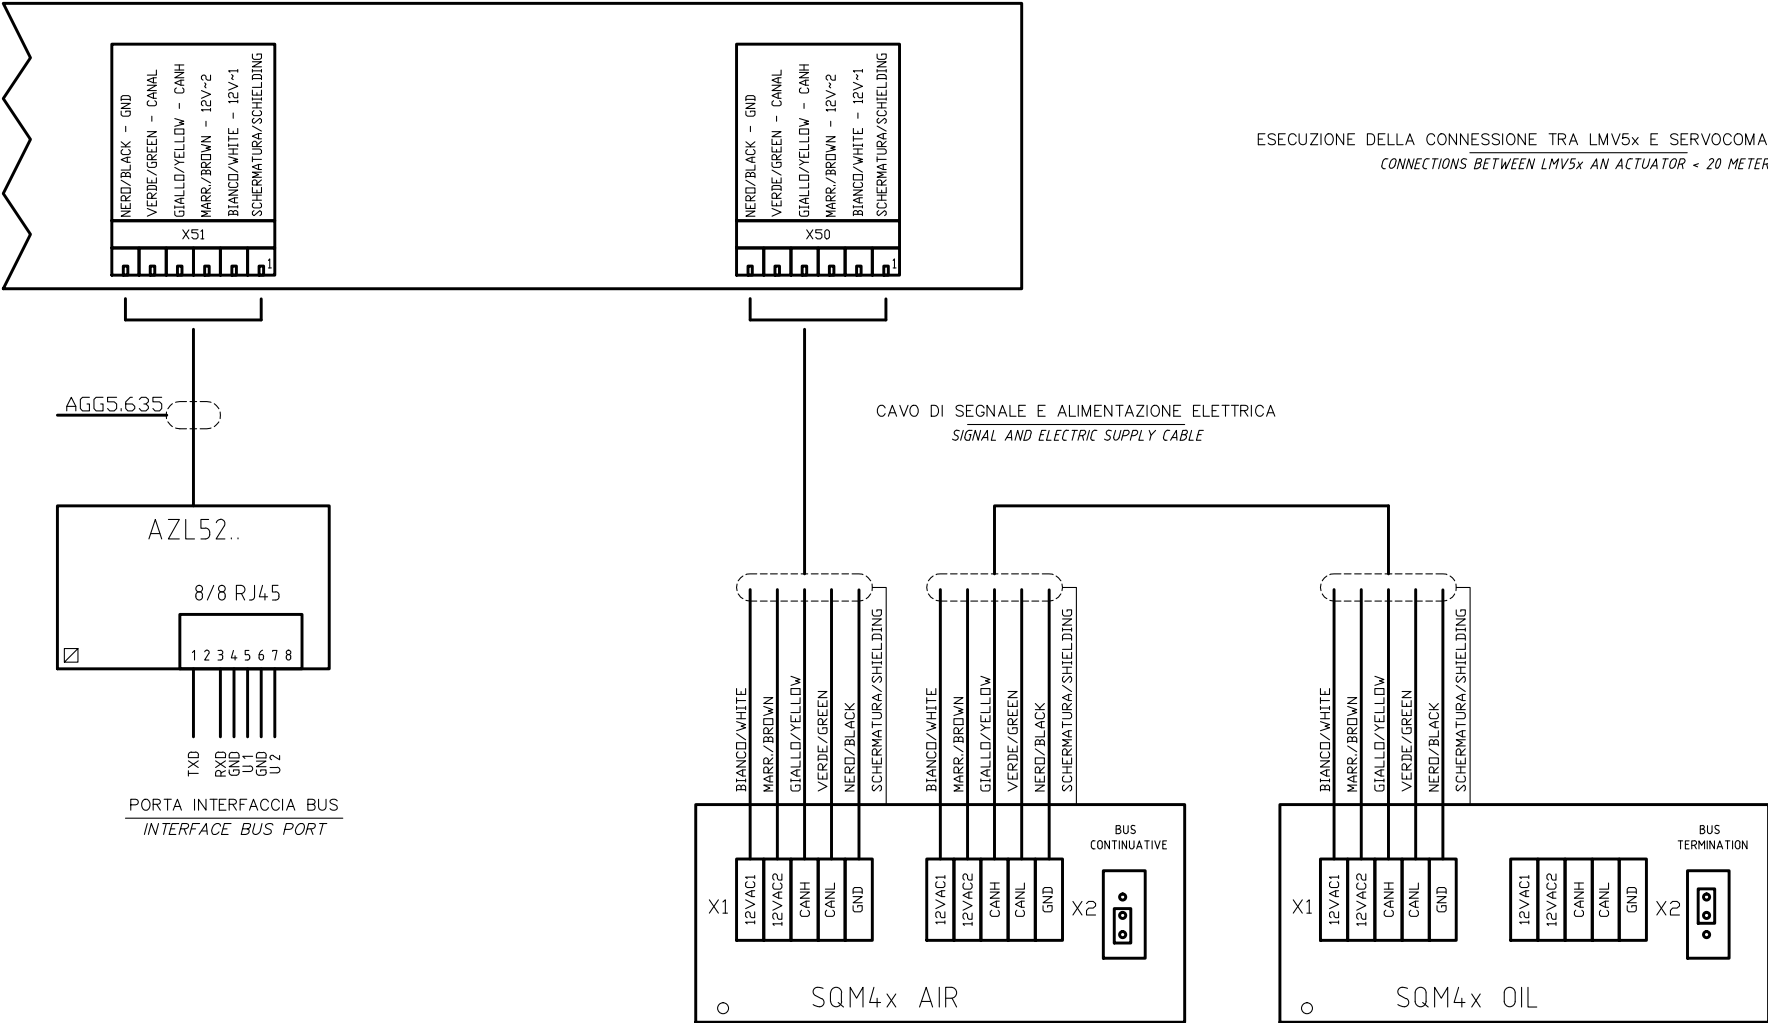 NERO/BLACK - GND
VERDE/GREEN - CANAL
GIALLO/YELLOW - CANH
MARR./BROWN - 12V~2
BIANCO/WHITE - 12V~1
SCHERMATURA/SCHIELDING
X51
1
NERO/BLACK - GND
VERDE/GREEN - CANAL
GIALLO/YELLOW - CANH
MARR./BROWN - 12V~2
BIANCO/WHITE - 12V~1
SCHERMATURA/SCHIELDING
X50
1
ESECUZIONE DELLA CONNESSIONE TRA LMV5x E SERVOCOMA
CONNECTIONS BETWEEN LMV5x AN ACTUATOR < 20 METER
AGG5.635
CAVO DI SEGNALE E ALIMENTAZIONE ELETTRICA
SIGNAL AND ELECTRIC SUPPLY CABLE
AZL52..
8/8 RJ45
1 2 3 4 5 6 7 8
TXD
RXD
GND
U1
GND
U2
PORTA INTERFACCIA BUS
INTERFACE BUS PORT
BIANCO/WHITE
MARR./BROWN
GIALLO/YELLOW
VERDE/GREEN
NERO/BLACK
SCHERMATURA/SHIELDING
BIANCO/WHITE
MARR./BROWN
GIALLO/YELLOW
VERDE/GREEN
NERO/BLACK
SCHERMATURA/SHIELDING
BIANCO/WHITE
MARR./BROWN
GIALLO/YELLOW
VERDE/GREEN
NERO/BLACK
SCHERMATURA/SHIELDING
X1
12VAC1
12VAC2
CANH
CANL
GND
12VAC1
12VAC2
CANH
CANL
GND
X2
BUS
CONTINUATIVE
SQM4x AIR
X1
12VAC1
12VAC2
CANH
CANL
GND
12VAC1
12VAC2
CANH
CANL
GND
X2
BUS
TERMINATION
SQM4x OIL